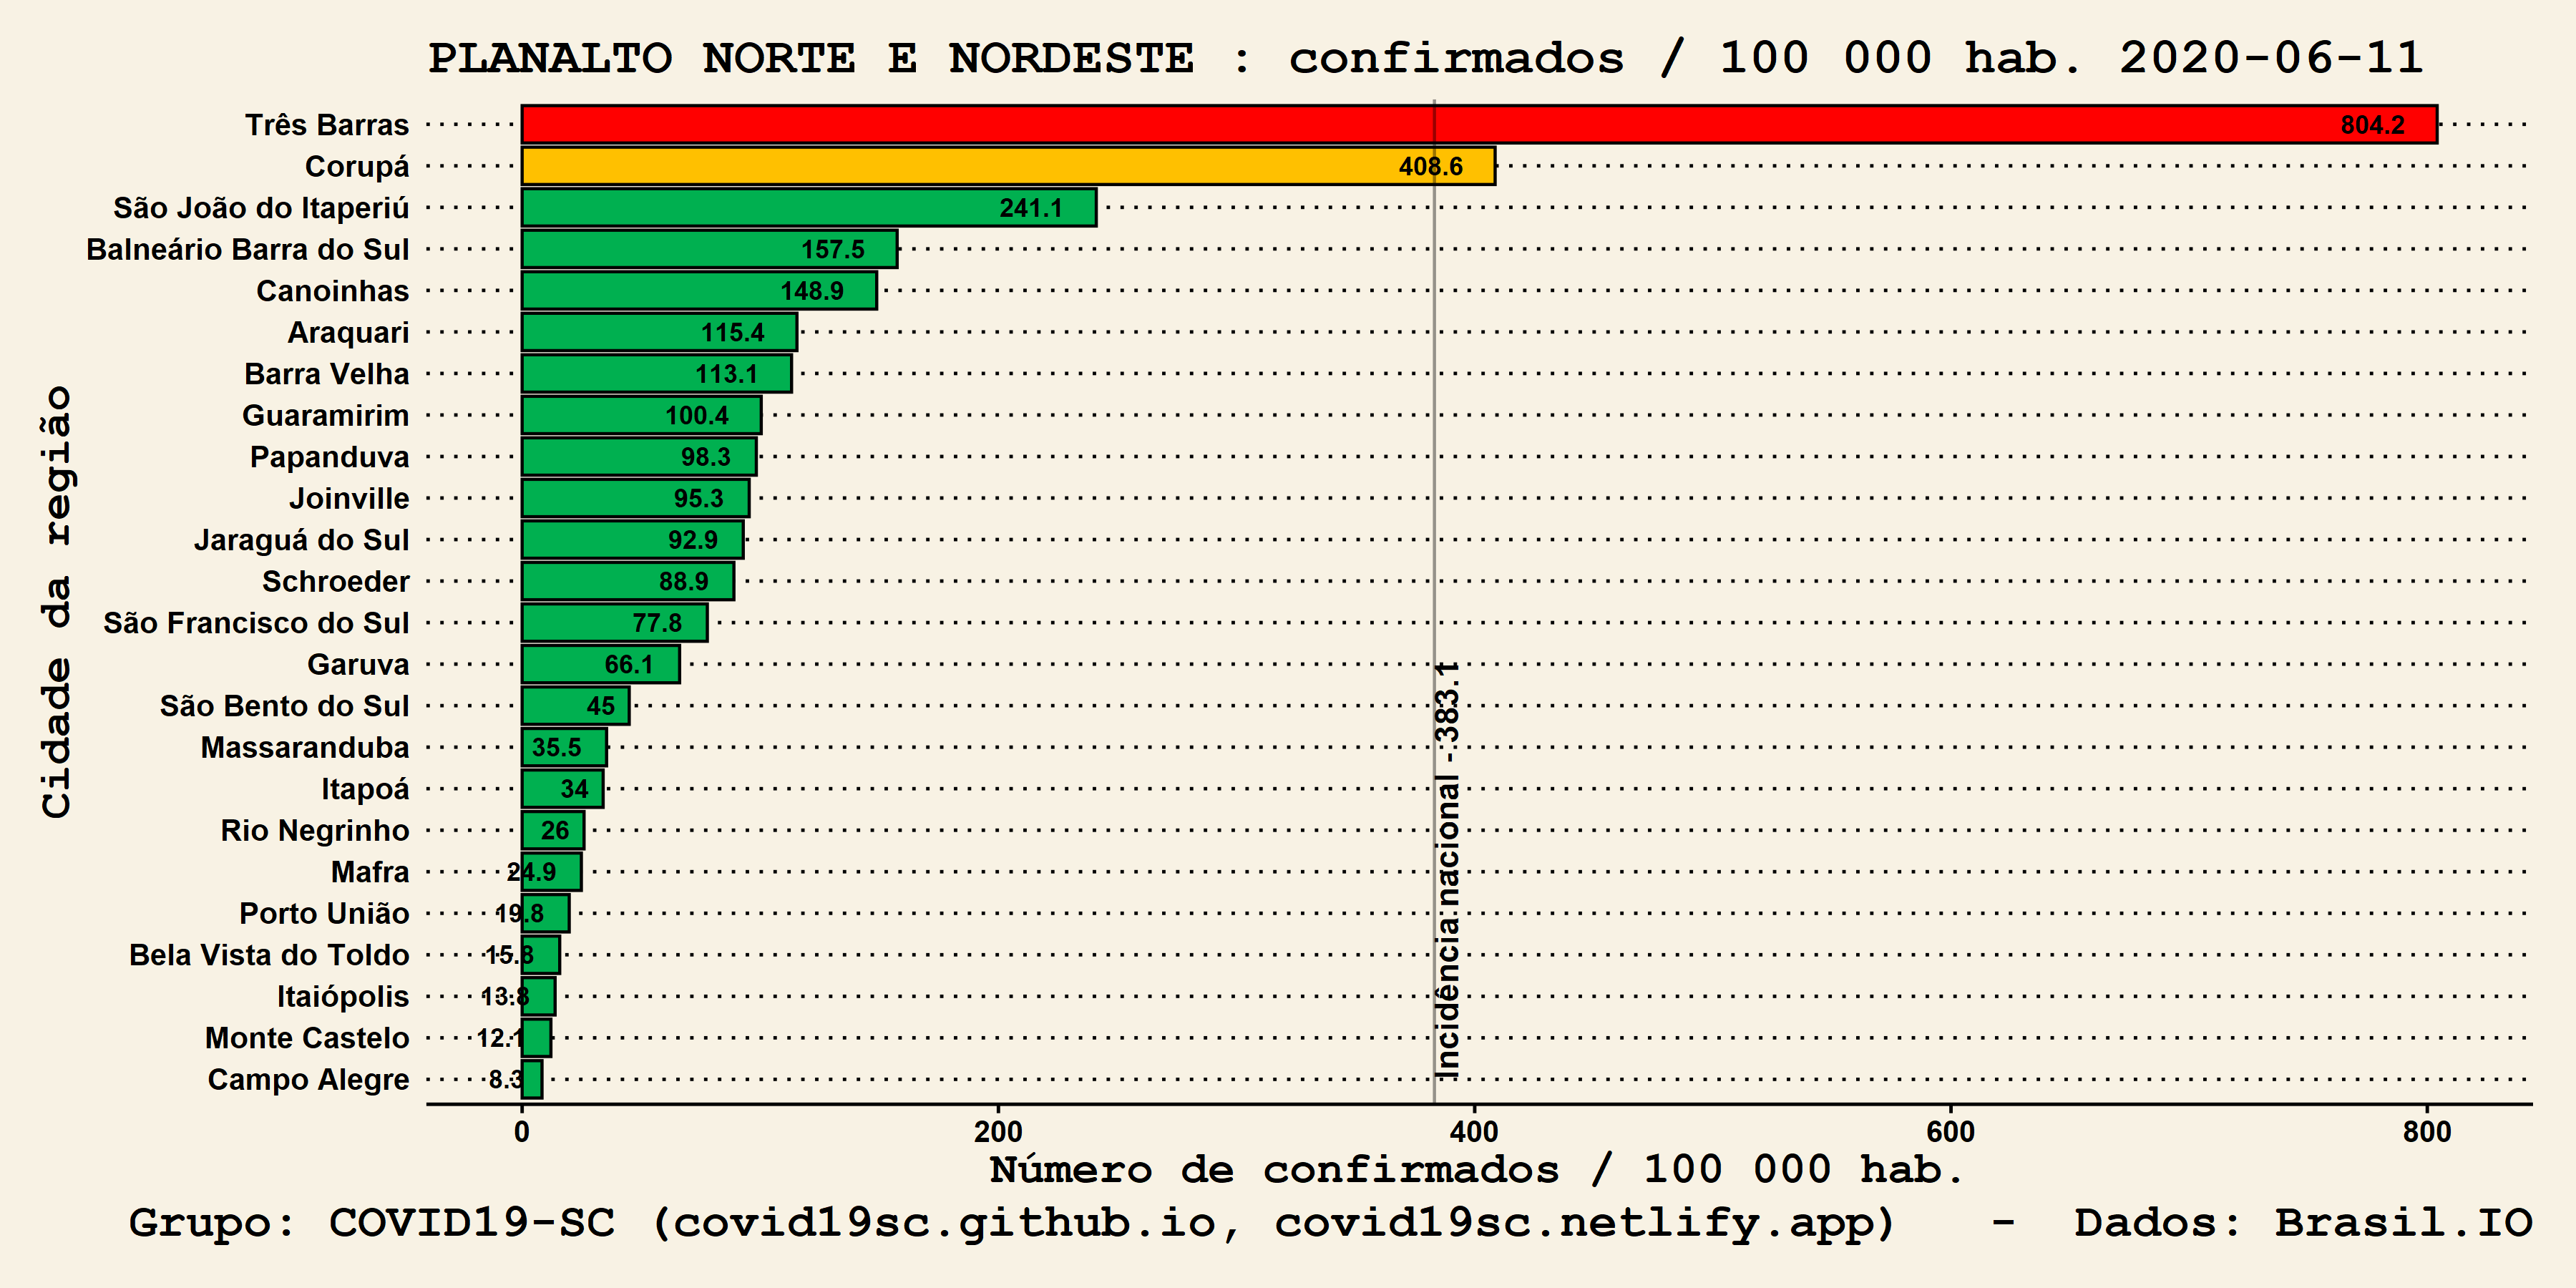 PLANALTO NORTE E NORDESTE : confirmados / 100 000 hab. 2020-06-11
Cidade da região
Três Barras 804.2
Corupá 408.6
São João do Itaperiú 241.1
Balneário Barra do Sul 157.5
Canoinhas 148.9
Araquari 115.4
Barra Velha 113.1
Guaramirim 100.4
Papanduva 98.3
Joinville 95.3
Jaraguá do Sul 92.9
Schroeder 88.9
São Francisco do Sul 77.8
Garuva 66.1
São Bento do Sul 45
Massaranduba 35.5
Itapoá 34
Rio Negrinho 26
Mafra 24.9
Porto União 19.8
Bela Vista do Toldo 15.8
Itaiópolis 13.8
Monte Castelo 12.1
Campo Alegre 8.3
Incidência nacional - 383.1
0 200 400 600 800
Número de confirmados / 100 000 hab.
Grupo: COVID19-SC (covid19sc.github.io, covid19sc.netlify.app) - Dados: Brasil.IO